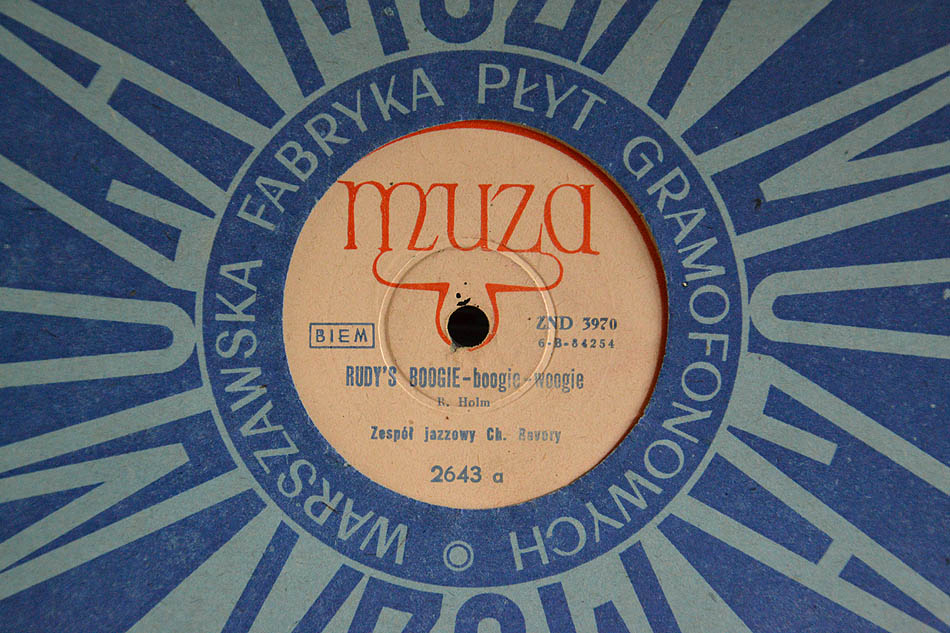 WARSZAWSKA FABRYKA PŁYT GRAMOFONOWYCH
muza
BIEM
ZND 3970
6-B-84254
RUDY'S BOOGIE-boogie-woogie
R. Holm
Zespół jazzowy Ch. Bovery
2643 a